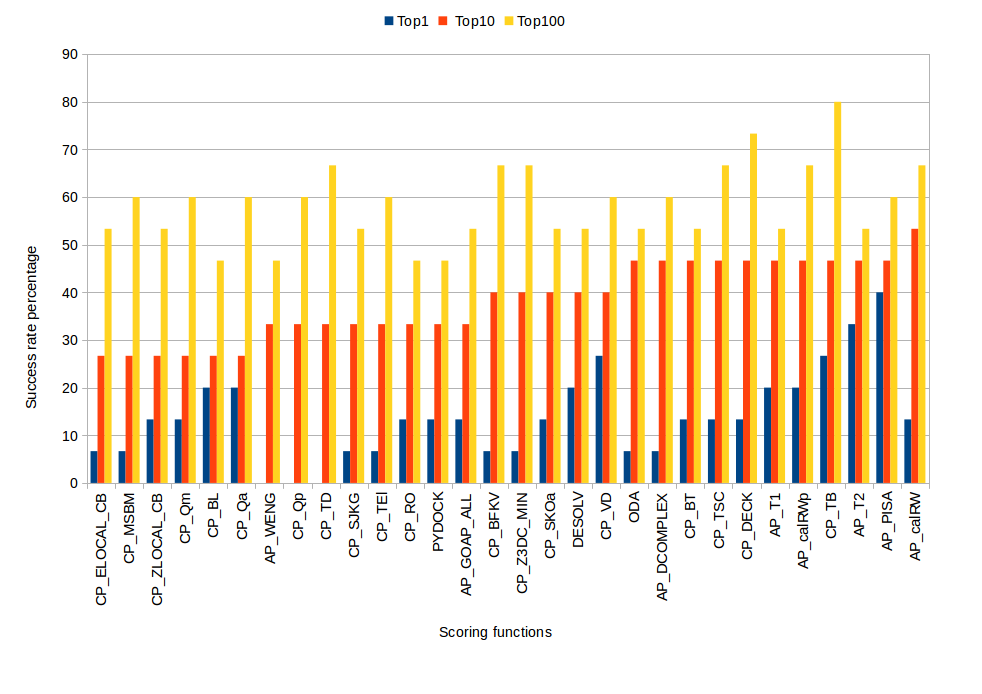 Top1 Top10 Top100
90
80
70
60
50
40
30
20
10
0
Success rate percentage
CP_ELOCAL_CB
CP_MSBM
CP_ZLOCAL_CB
CP_Qm
CP_BL
CP_Qa
AP_WENG
CP_Qp
CP_TD
CP_SJKG
CP_TEl
CP_RO
PYDOCK
AP_GOAP_ALL
CP_BFKV
CP_Z3DC_MIN
CP_SKOa
DESOLV
CP_VD
ODA
AP_DCOMPLEX
CP_BT
CP_TSC
CP_DECK
AP_T1
AP_calRWp
CP_TB
AP_T2
AP_PISA
AP_calRW
Scoring functions